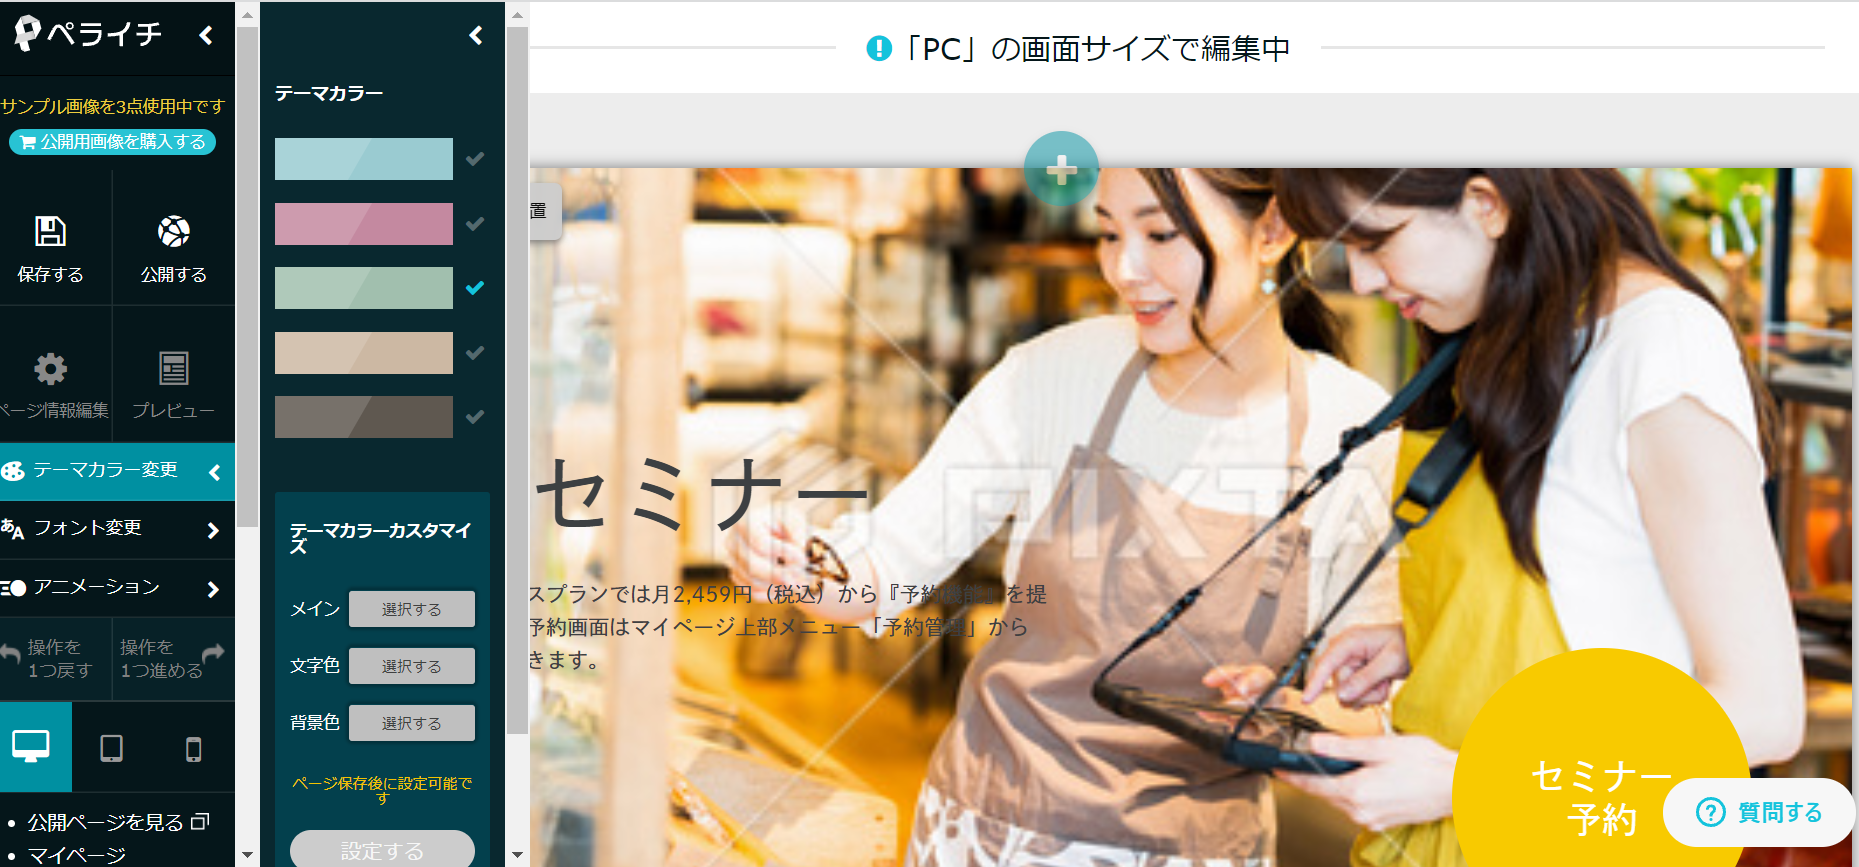 ペライチ
サンプル画像を3点使用中です
公開用画像を購入する
保存する
公開する
ページ情報編集
プレビュー
テーマカラー変更
フォント変更
アニメーション
操作を
1つ戻す
操作を
1つ進める
公開ページを見る
マイページ
テーマカラー
テーマカラーカスタマイ
ズ
メイン
選択する
文字色
選択する
背景色
選択する
ページ保存後に設定可能で
す
設定する
「PC」の画面サイズで編集中
置
セミナー
スプランでは月2,459円（税込）から『予約機能』を提
予約画面はマイページ上部メニュー「予約管理」から
きます。
PIXTA
セミナー
予約
質問する